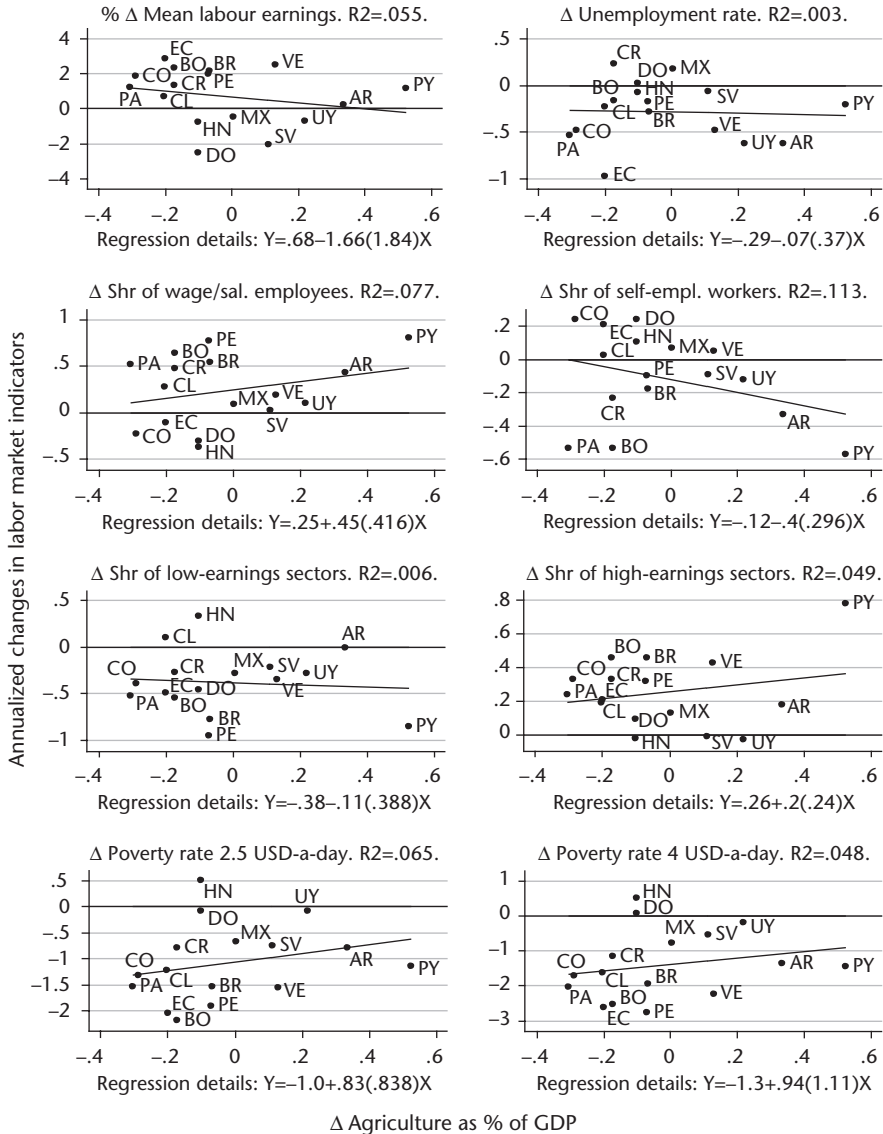 % Δ Mean labour earnings. R2=.055.
4
2
0
−2
−4
EC
CO
BO
BR
PE
CR
PA
CL
VE
PY
AR
HN
MX
UY
SV
DO
−.4 −.2 0 .2 .4 .6
Regression details: Y=.68−1.66(1.84)X
Δ Unemployment rate. R2=.003.
.5
0
−.5
−1
CR
DO
MX
BO
HN
SV
CL
PE
BR
PY
CO
VE
PA
UY
AR
EC
−.4 −.2 0 .2 .4 .6
Regression details: Y=−.29−.07(.37)X
Δ Shr of wage/sal. employees. R2=.077.
1
.5
0
−.5
PE
PY
BO
PA
CR
BR
AR
CL
VE
MX
UY
SV
EC
CO
DO
HN
−.4 −.2 0 .2 .4 .6
Regression details: Y=.25+.45(.416)X
Δ Shr of self-empl. workers. R2=.113.
.2
0
−.2
−.4
−.6
CO
DO
EC
HN
CL
MX
VE
PE
SV
UY
BR
CR
AR
PA
BO
PY
−.4 −.2 0 .2 .4 .6
Regression details: Y=−.12−.4(.296)X
Δ Shr of low-earnings sectors. R2=.006.
.5
0
−.5
−1
HN
CL
AR
CO
CR
MX
SV
UY
EC
DO
VE
PA
BO
BR
PE
PY
−.4 −.2 0 .2 .4 .6
Regression details: Y=−.38−.11(.388)X
Δ Shr of high-earnings sectors. R2=.049.
.8
.6
.4
.2
0
PY
BO
BR
VE
CO
CR
PE
PA
EC
CL
AR
DO
MX
HN
SV
UY
−.4 −.2 0 .2 .4 .6
Regression details: Y=.26+.2(.24)X
Δ Poverty rate 2.5 USD-a-day. R2=.065.
.5
0
−.5
−1
−1.5
−2
HN
UY
DO
MX
CR
SV
CO
AR
PY
PA
CL
BR
VE
EC
PE
BO
−.4 −.2 0 .2 .4 .6
Regression details: Y=−1.0+.83(.838)X
Δ Poverty rate 4 USD-a-day. R2=.048.
1
0
−1
−2
−3
HN
DO
MX
UY
SV
CO
CR
CL
AR
PY
PA
BR
BO
VE
EC
PE
−.4 −.2 0 .2 .4 .6
Regression details: Y=−1.3+.94(1.11)X
Annualized changes in labor market indicators
Δ Agriculture as % of GDP